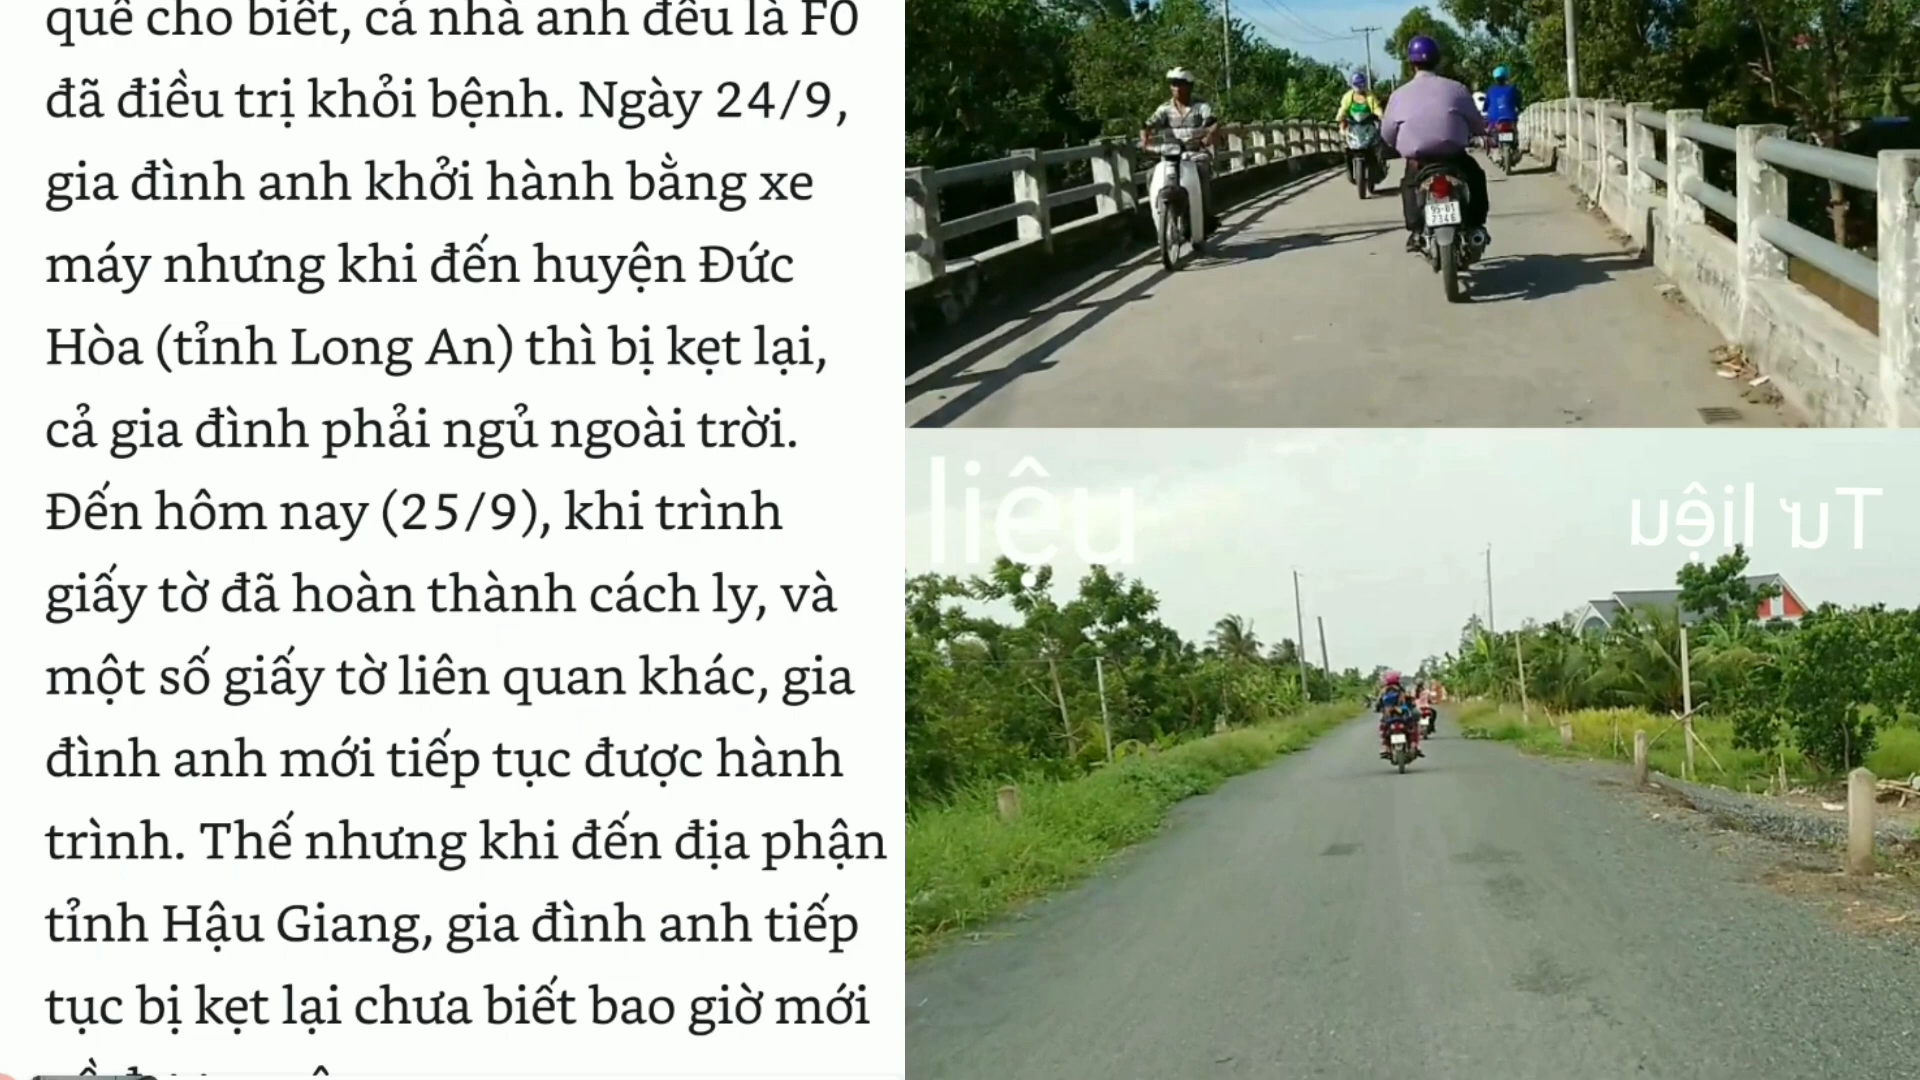 quê cho biết, cả nhà anh đều là F0
đã điều trị khỏi bệnh. Ngày 24/9,
gia đình anh khởi hành bằng xe
máy nhưng khi đến huyện Đức
Hòa (tỉnh Long An) thì bị kẹt lại,
cả gia đình phải ngủ ngoài trời.
Đến hôm nay (25/9), khi trình
giấy tờ đã hoàn thành cách ly, và
một số giấy tờ liên quan khác, gia
đình anh mới tiếp tục được hành
trình. Thế nhưng khi đến địa phận
tỉnh Hậu Giang, gia đình anh tiếp
tục bị kẹt lại chưa biết bao giờ mới
liệu
Tư liệu